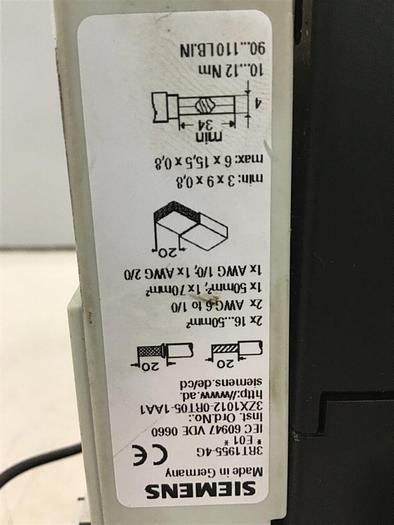 SIEMENS
Made in Germany
3RT1955-4G
* E01 *
IEC 60947 VDE 0660
Inst. Ord.No.:
3ZX1012-0RT05-1AA1
http://www.ad.
siemens.de/cd
CE
20
20
2x 16...50mm²
2x AWG 6 to 1/0
1x 50mm², 1x 70mm²
1x AWG 1/0, 1x AWG 2/0
20
min: 3 x 9 x 0,8
max: 6 x 15,5 x 0,8
min
34
4
10...12 Nm
90...110 LB.IN